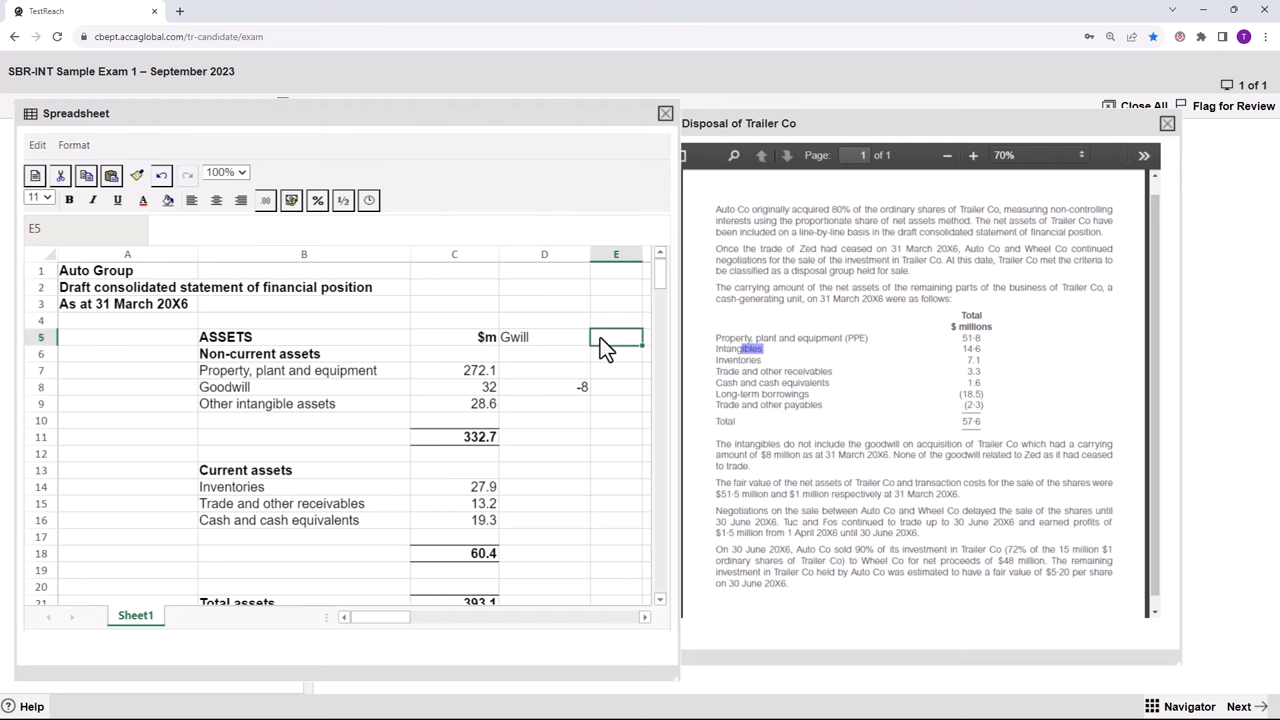 TestReach
cbept.accaglobal.com/tr-candidate/exam
T
SBR-INT Sample Exam 1 – September 2023
1 of 1
Close All
Flag for Review
Spreadsheet
Edit Format
100%
11 B I U A .00 % 1/2
E5
A B C D E
1 Auto Group
2 Draft consolidated statement of financial position
3 As at 31 March 20X6
4
5 ASSETS $m Gwill
6 Non-current assets
7 Property, plant and equipment 272.1
8 Goodwill 32 -8
9 Other intangible assets 28.6
10
11 332.7
12
13 Current assets
14 Inventories 27.9
15 Trade and other receivables 13.2
16 Cash and cash equivalents 19.3
17
18 60.4
19
20
21 Total assets 393.1
Sheet1
Disposal of Trailer Co
Page: 1 of 1 70%
Auto Co originally acquired 80% of the ordinary shares of Trailer Co, measuring non-controlling
interests using the proportionate share of net assets method. The net assets of Trailer Co have
been included on a line-by-line basis in the draft consolidated statement of financial position.
Once the trade of Zed had ceased on 31 March 20X6, Auto Co and Wheel Co continued
negotiations for the sale of the investment in Trailer Co. At this date, Trailer Co met the criteria to
be classified as a disposal group held for sale.
The carrying amount of the net assets of the remaining parts of the business of Trailer Co, a
cash-generating unit, on 31 March 20X6 were as follows:
Total
$ millions
Property, plant and equipment (PPE) 51·8
Intangibles 14·6
Inventories 7.1
Trade and other receivables 3.3
Cash and cash equivalents 1.6
Long-term borrowings (18.5)
Trade and other payables (2·3)
Total 57·6
The intangibles do not include the goodwill on acquisition of Trailer Co which had a carrying
amount of $8 million as at 31 March 20X6. None of the goodwill related to Zed as it had ceased
to trade.
The fair value of the net assets of Trailer Co and transaction costs for the sale of the shares were
$51·5 million and $1 million respectively at 31 March 20X6.
Negotiations on the sale between Auto Co and Wheel Co delayed the sale of the shares until
30 June 20X6. Tuc and Fos continued to trade up to 30 June 20X6 and earned profits of
$1·5 million from 1 April 20X6 until 30 June 20X6.
On 30 June 20X6, Auto Co sold 90% of its investment in Trailer Co (72% of the 15 million $1
ordinary shares of Trailer Co) to Wheel Co for net proceeds of $48 million. The remaining
investment in Trailer Co held by Auto Co was estimated to have a fair value of $5·20 per share
on 30 June 20X6.
Help
Navigator
Next